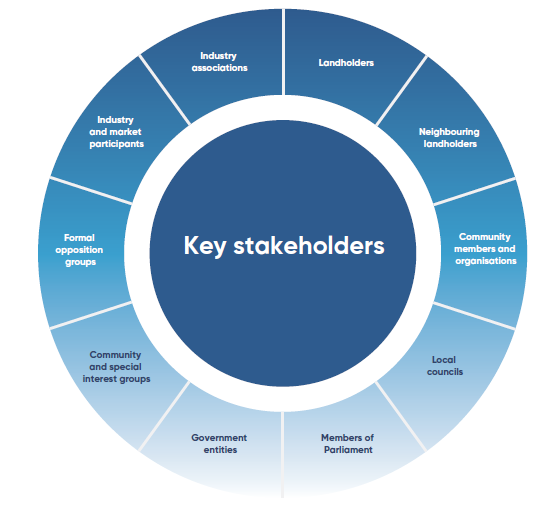 Key stakeholders
Landholders
Neighbouring
landholders
Community
members and
organisations
Local
councils
Members of
Parliament
Government
entities
Community
and special
interest groups
Formal
opposition
groups
Industry
and market
participants
Industry
associations